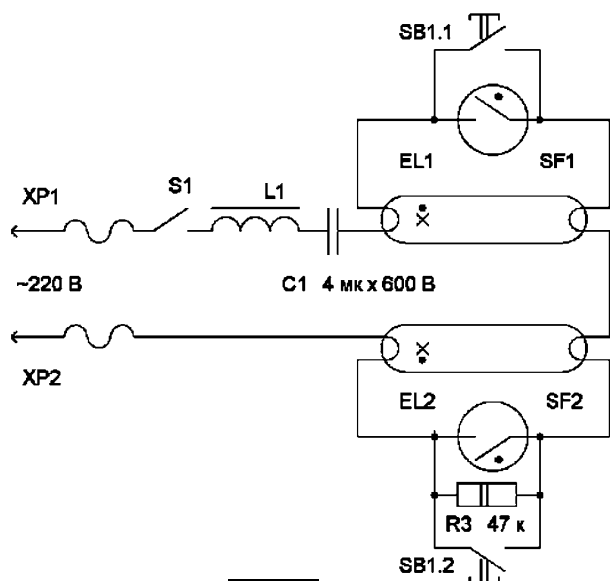 SB1.1
EL1 SF1
XP1 S1 L1
~220 В C1 4 мк x 600 В
XP2
EL2 SF2
R3 47 к
SB1.2